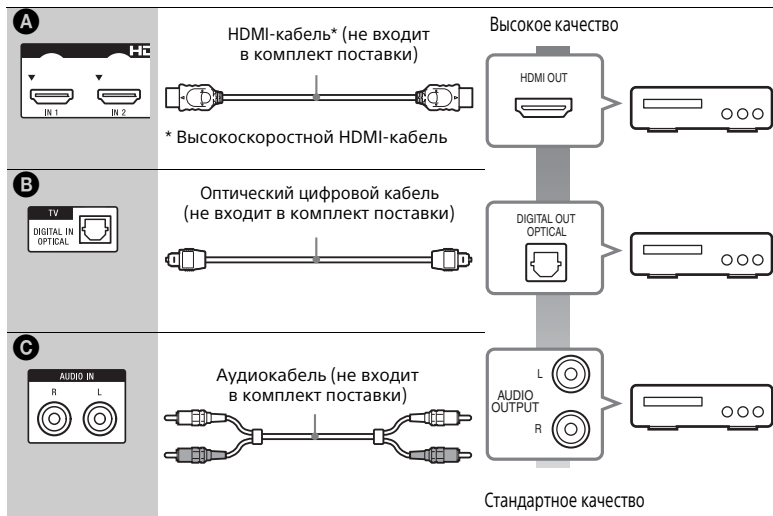 A
HD
IN 1
IN 2
HDMI-кабель* (не входит
в комплект поставки)
* Высокоскоростной HDMI-кабель
Высокое качество
HDMI OUT
B
TV
DIGITAL IN
OPTICAL
Оптический цифровой кабель
(не входит в комплект поставки)
DIGITAL OUT
OPTICAL
C
AUDIO IN
R L
Аудиокабель (не входит
в комплект поставки)
L
AUDIO
OUTPUT
R
Стандартное качество